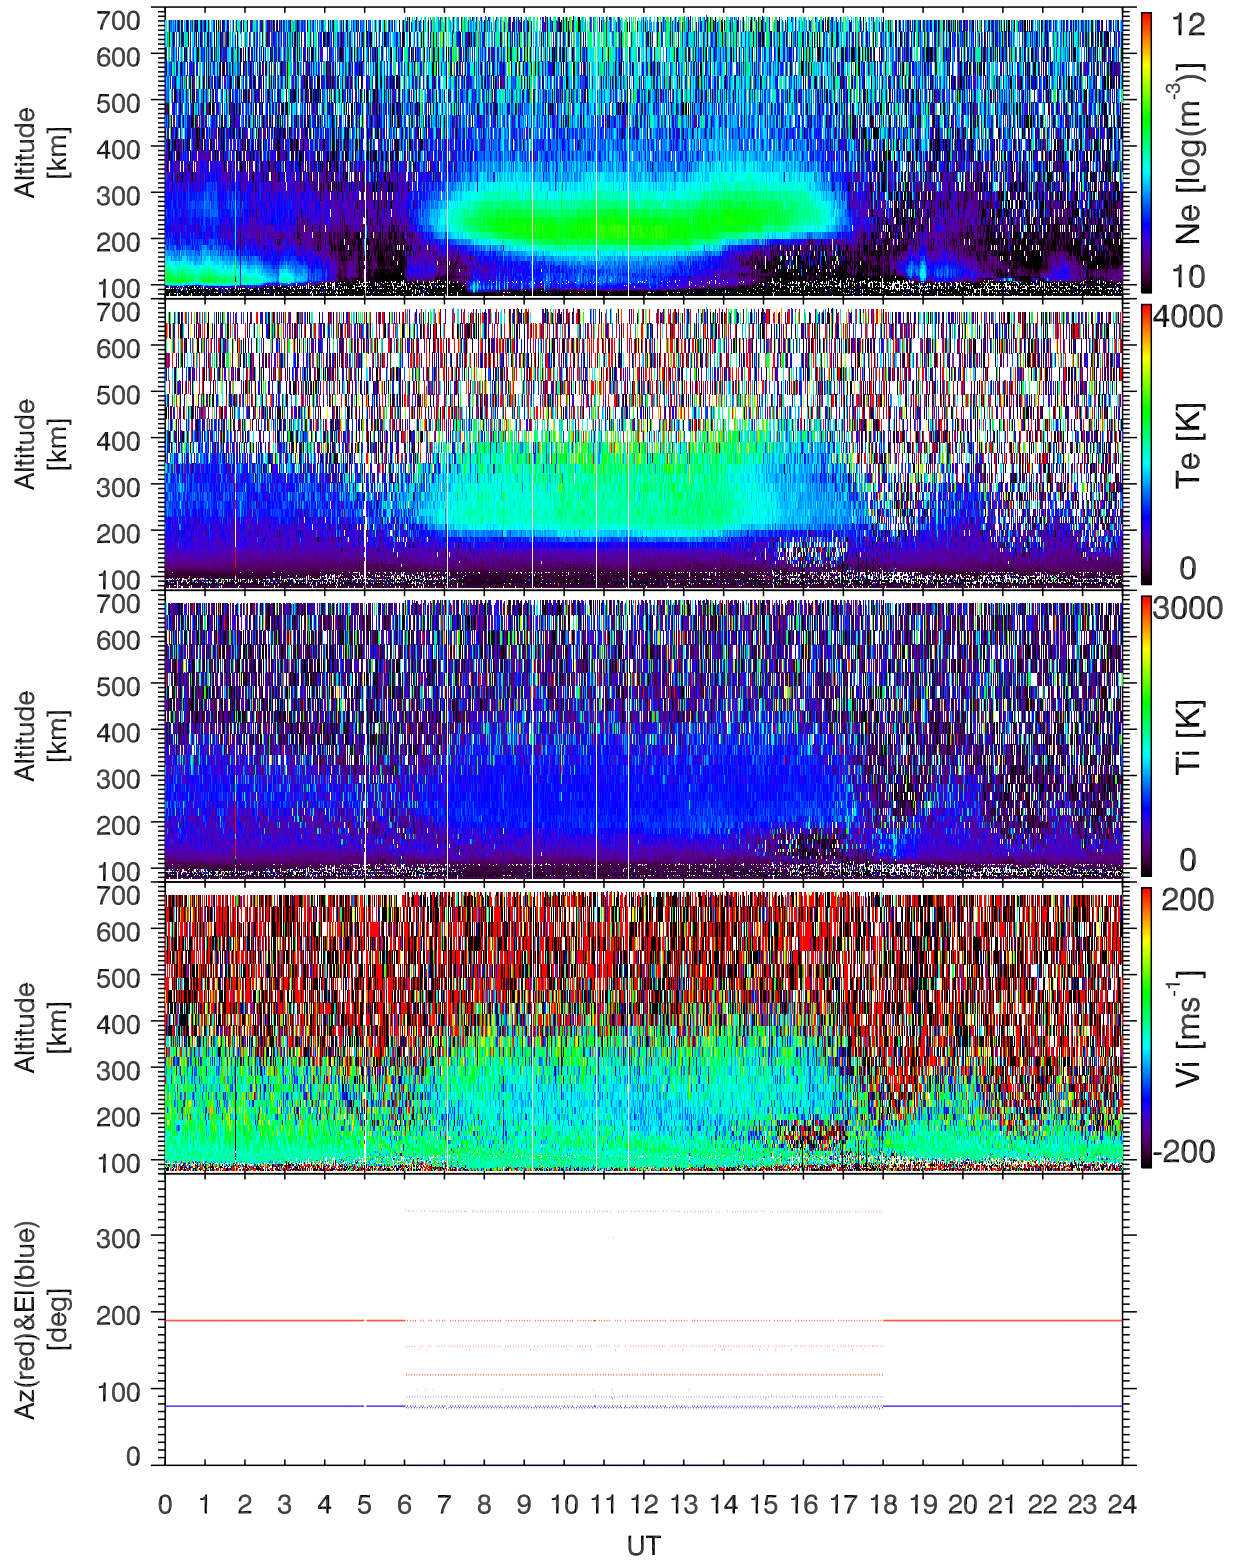 700
600
500
400
300
200
100
Altitude
[km]
12
Ne [log(m⁻³)]
10
700
600
500
400
300
200
100
Altitude
[km]
4000
Te [K]
0
700
600
500
400
300
200
100
Altitude
[km]
3000
Ti [K]
0
700
600
500
400
300
200
100
Altitude
[km]
200
Vi [ms⁻¹]
-200
300
200
100
0
Az(red)&El(blue)
[deg]
0 1 2 3 4 5 6 7 8 9 10 11 12 13 14 15 16 17 18 19 20 21 22 23 24
UT